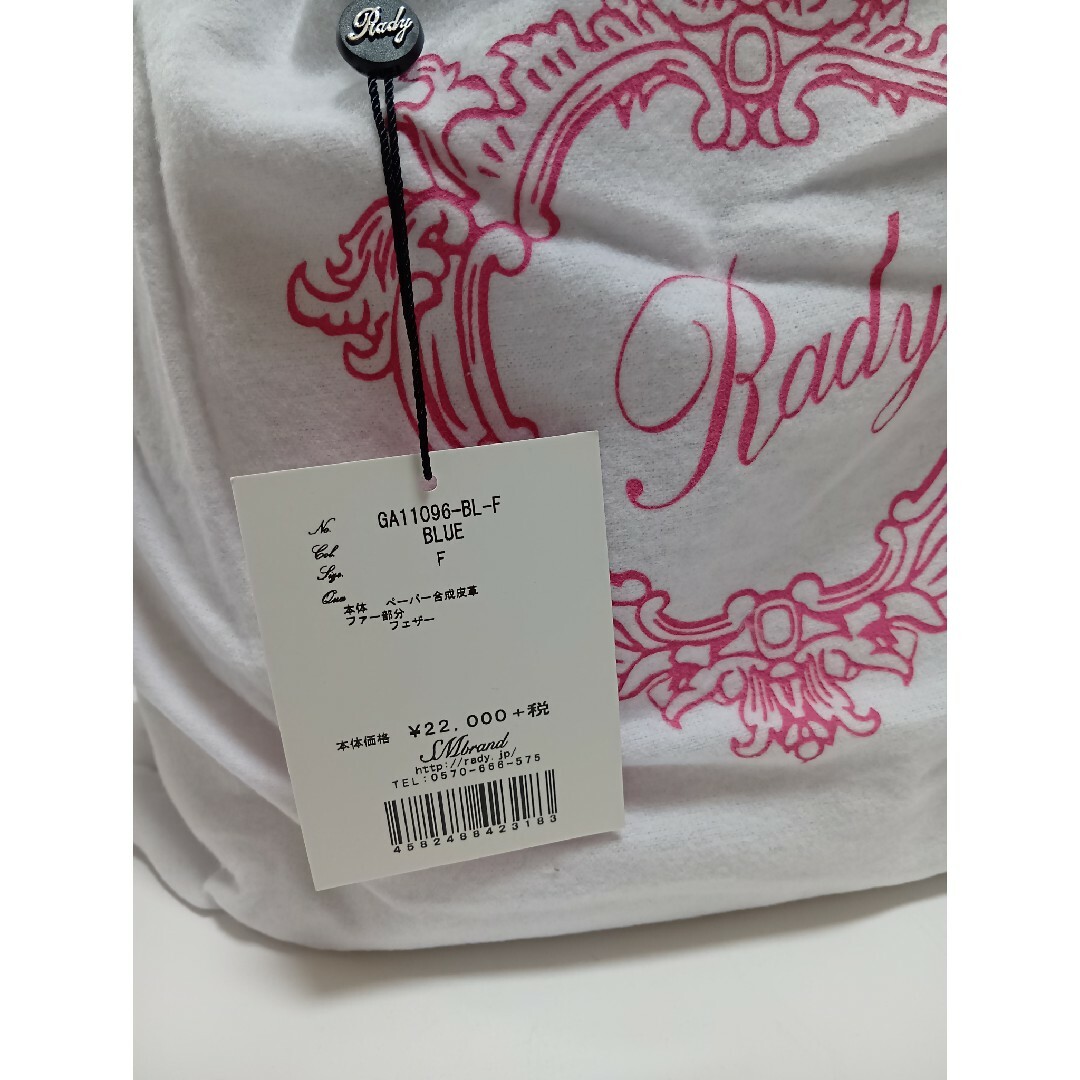 Rady
Rady
No. GA11096-BL-F
Col. BLUE
Size. F
Qua
本体 ペーパー合成皮革
ファー部分
フェザー
本体価格 ¥22,000+税
SMbrand
http://rady.jp/
TEL:0570-666-575
4582488423183